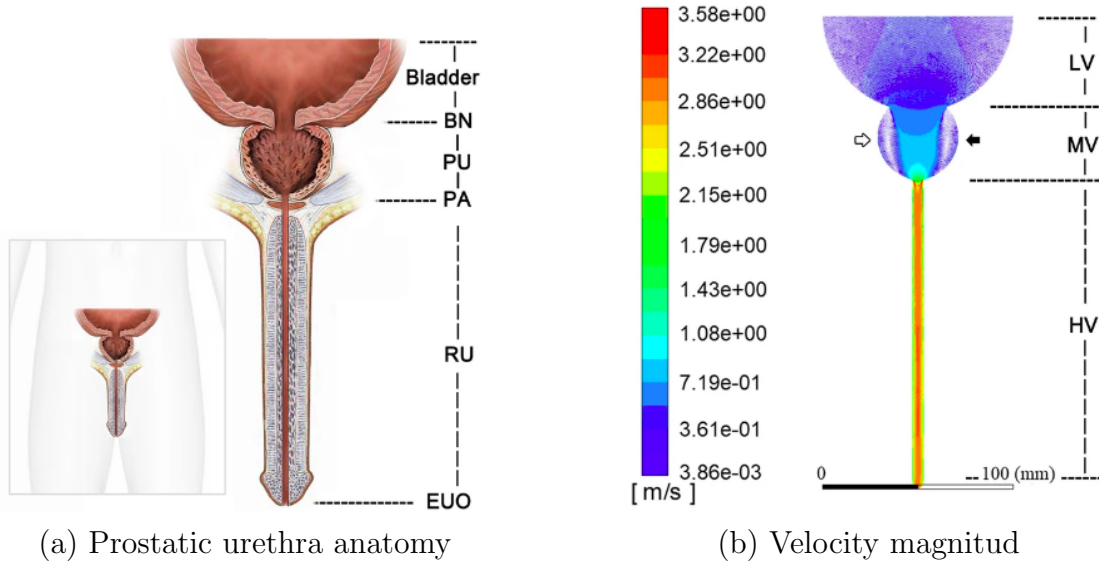 Bladder
BN
PU
PA
RU
EUO
(a) Prostatic urethra anatomy
3.58e+00
3.22e+00
2.86e+00
2.51e+00
2.15e+00
1.79e+00
1.43e+00
1.08e+00
7.19e-01
3.61e-01
3.86e-03
[ m/s ]
LV
MV
HV
0
100 (mm)
(b) Velocity magnitud